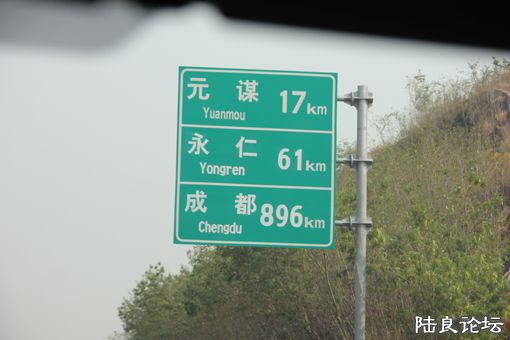 元谋 17km
Yuanmou
永仁 61km
Yongren
成都 896km
Chengdu
陆良论坛